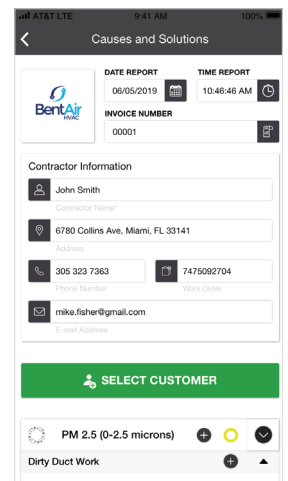 AT&T LTE 9:41 AM 100%
Causes and Solutions
DATE REPORT TIME REPORT
06/05/2019 10:46:46 AM
BentAir
HVAC
INVOICE NUMBER
00001
Contractor Information
John Smith
Contractor Name*
6780 Collins Ave, Miami, FL 33141
Address
305 323 7363 7475092704
Phone Number Work Order
mike.fisher@gmail.com
E-mail Address
SELECT CUSTOMER
PM 2.5 (0-2.5 microns)
Dirty Duct Work